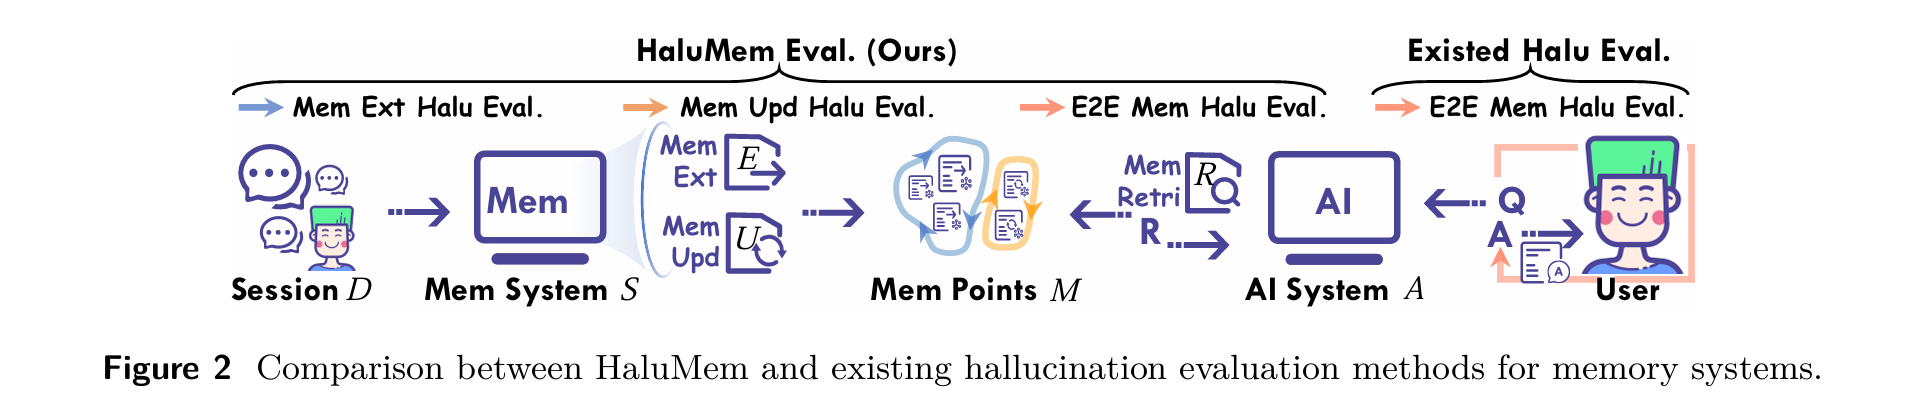 HaluMem Eval. (Ours)
Existed Halu Eval.
Mem Ext Halu Eval.
Mem Upd Halu Eval.
E2E Mem Halu Eval.
E2E Mem Halu Eval.
Mem
Mem
Ext
E
Mem
Upd
U
Mem
Retri
R
R
AI
Q
A
A
Session D
Mem System S
Mem Points M
AI System A
User
Figure 2 Comparison between HaluMem and existing hallucination evaluation methods for memory systems.